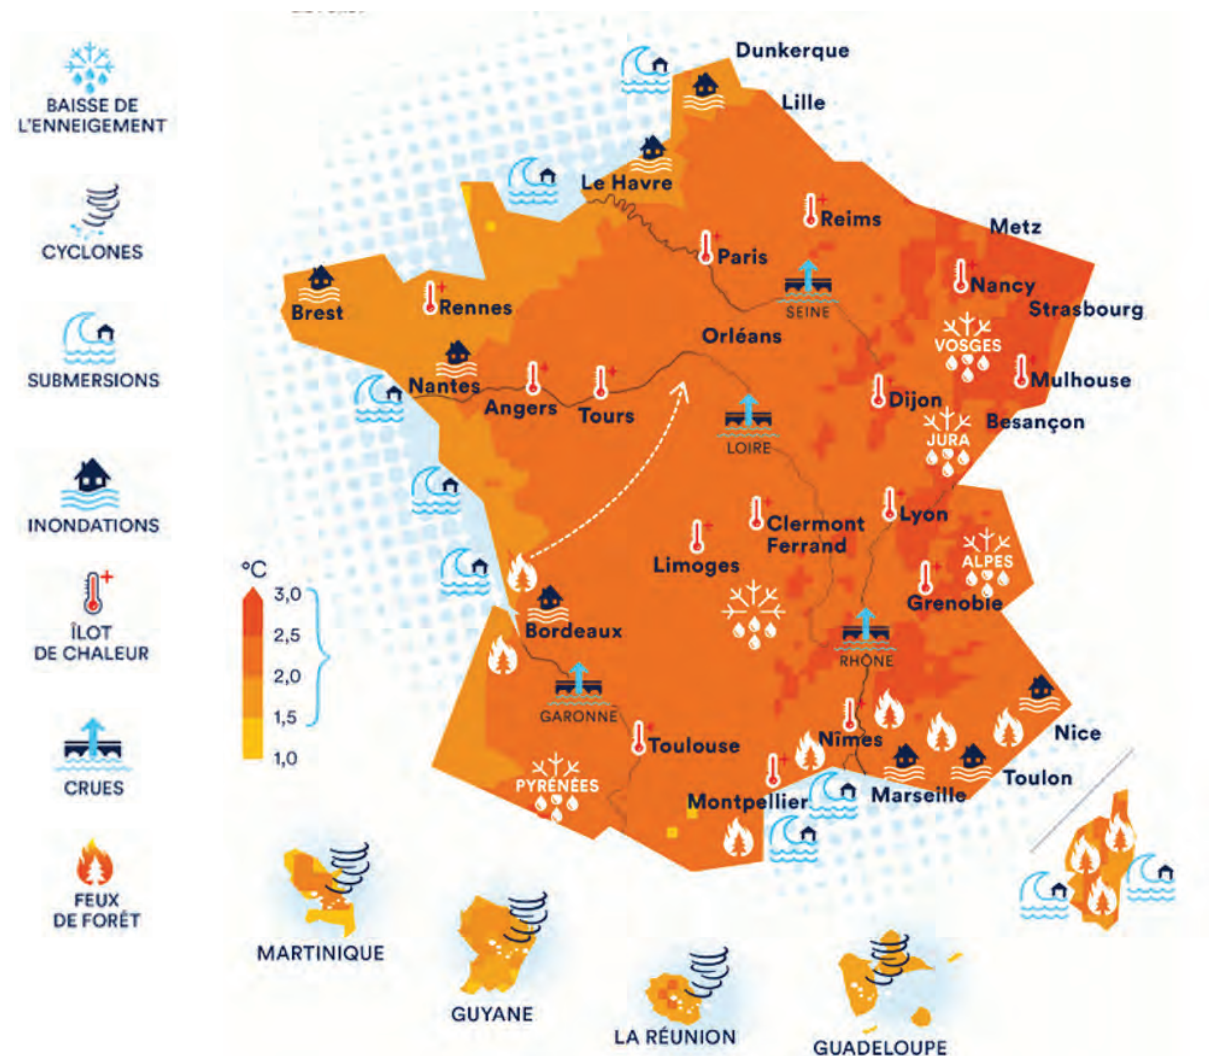 BAISSE DE
L'ENNEIGEMENT
CYCLONES
SUBMERSIONS
INONDATIONS
ÎLOT
DE CHALEUR
CRUES
FEUX
DE FORÊT
°C
3,0
2,5
2,0
1,5
1,0
Dunkerque
Lille
Le Havre
Reims
Metz
Paris
Nancy
Brest
Rennes
SEINE
Strasbourg
Orléans
VOSGES
Nantes
Angers
Tours
Dijon
Mulhouse
Besançon
LOIRE
JURA
Lyon
Clermont
Ferrand
Limoges
ALPES
Grenoble
Bordeaux
RHÔNE
GARONNE
Toulouse
Nîmes
Nice
PYRÉNÉES
Toulon
Montpellier
Marseille
MARTINIQUE
GUYANE
LA RÉUNION
GUADELOUPE